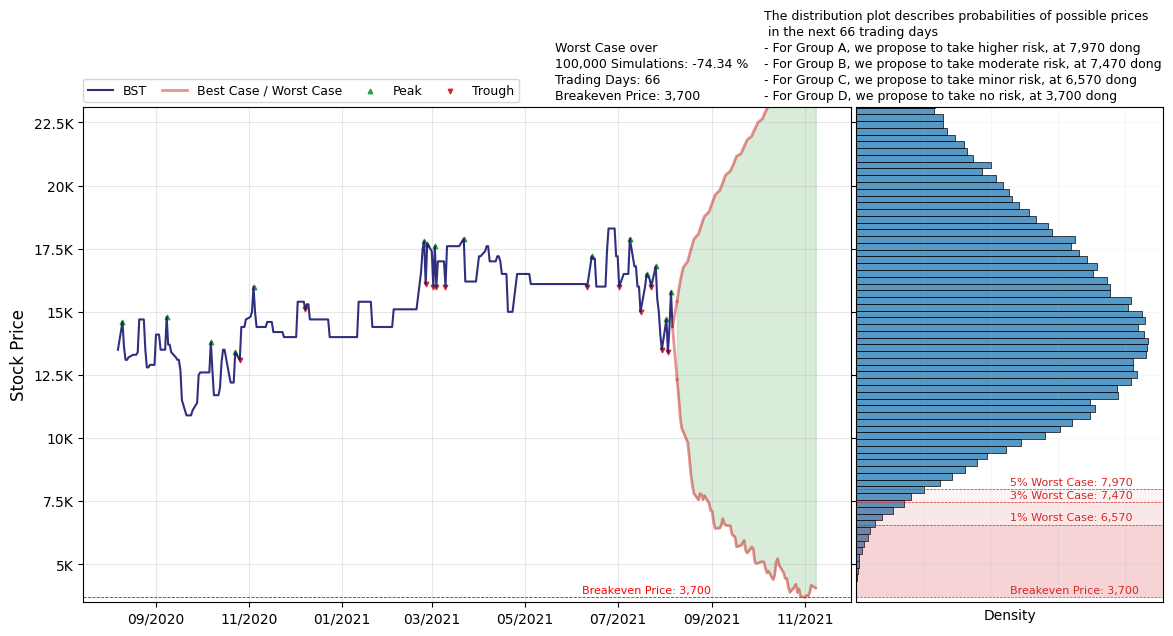 The distribution plot describes probabilities of possible prices
in the next 66 trading days
- For Group A, we propose to take higher risk, at 7,970 dong
- For Group B, we propose to take moderate risk, at 7,470 dong
- For Group C, we propose to take minor risk, at 6,570 dong
- For Group D, we propose to take no risk, at 3,700 dong
Worst Case over
100,000 Simulations: -74.34 %
Trading Days: 66
Breakeven Price: 3,700
BST
Best Case / Worst Case
Peak
Trough
Stock Price
22.5K
20K
17.5K
15K
12.5K
10K
7.5K
5K
Breakeven Price: 3,700
09/2020
11/2020
01/2021
03/2021
05/2021
07/2021
09/2021
11/2021
5% Worst Case: 7,970
3% Worst Case: 7,470
1% Worst Case: 6,570
Breakeven Price: 3,700
Density